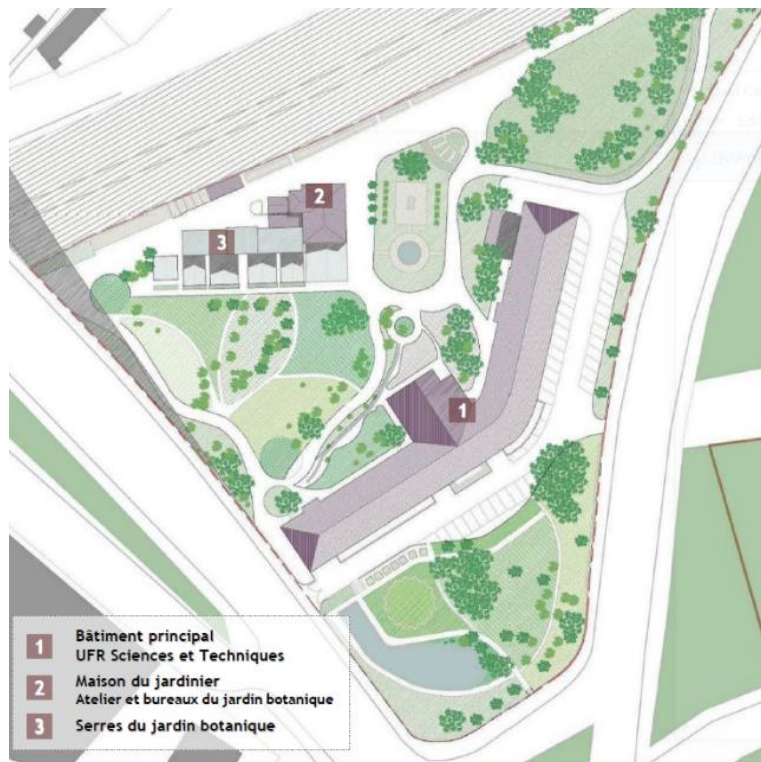 2
3
1
1 Bâtiment principal
UFR Sciences et Techniques
2 Maison du jardinier
Atelier et bureaux du jardin botanique
3 Serres du jardin botanique